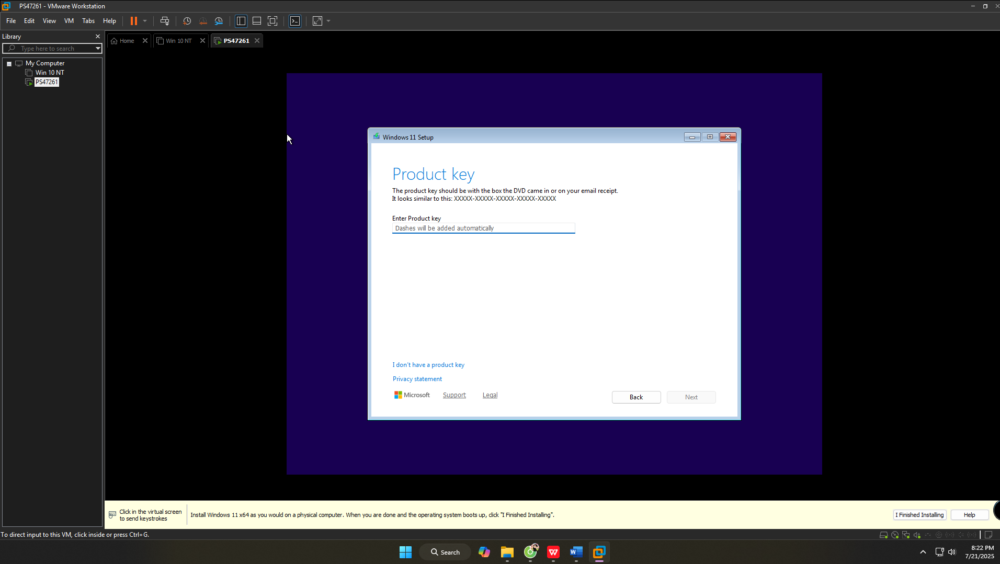 PS47261 - VMware Workstation
File Edit View VM Tabs Help
Library
Type here to search
My Computer
Win 10 NT
PS47261
Home
Win 10 NT
PS47261
Windows 11 Setup
Product key
The product key should be with the box the DVD came in or on your email receipt.
It looks similar to this: XXXXX-XXXXX-XXXXX-XXXXX-XXXXX
Enter Product key
Dashes will be added automatically
I don't have a product key
Privacy statement
Microsoft Support Legal
Back Next
Click in the virtual screen
to send keystrokes
Install Windows 11 x64 as you would on a physical computer. When you are done and the operating system boots up, click "I Finished Installing".
I Finished Installing Help
To direct input to this VM, click inside or press Ctrl+G.
Search
8:22 PM
7/21/2025